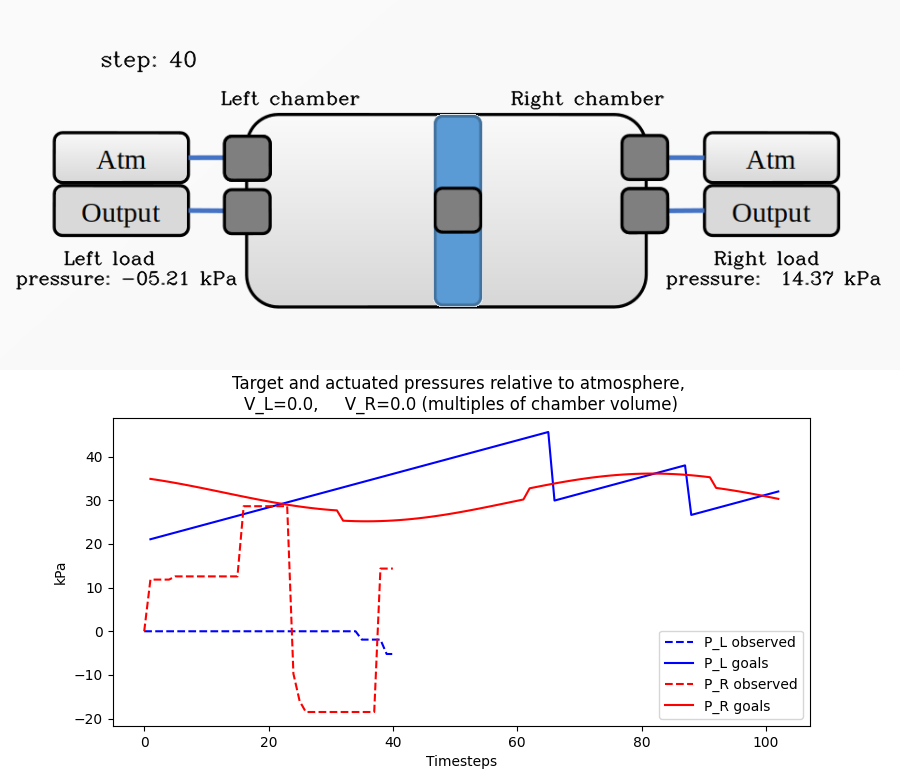 step: 40
Left chamber
Right chamber
Atm
Atm
Output
Output
Left load
pressure: −05.21 kPa
Right load
pressure: 14.37 kPa
Target and actuated pressures relative to atmosphere,
V_L=0.0, V_R=0.0 (multiples of chamber volume)
kPa
40
30
20
10
0
−10
−20
P_L observed
P_L goals
P_R observed
P_R goals
0 20 40 60 80 100
Timesteps